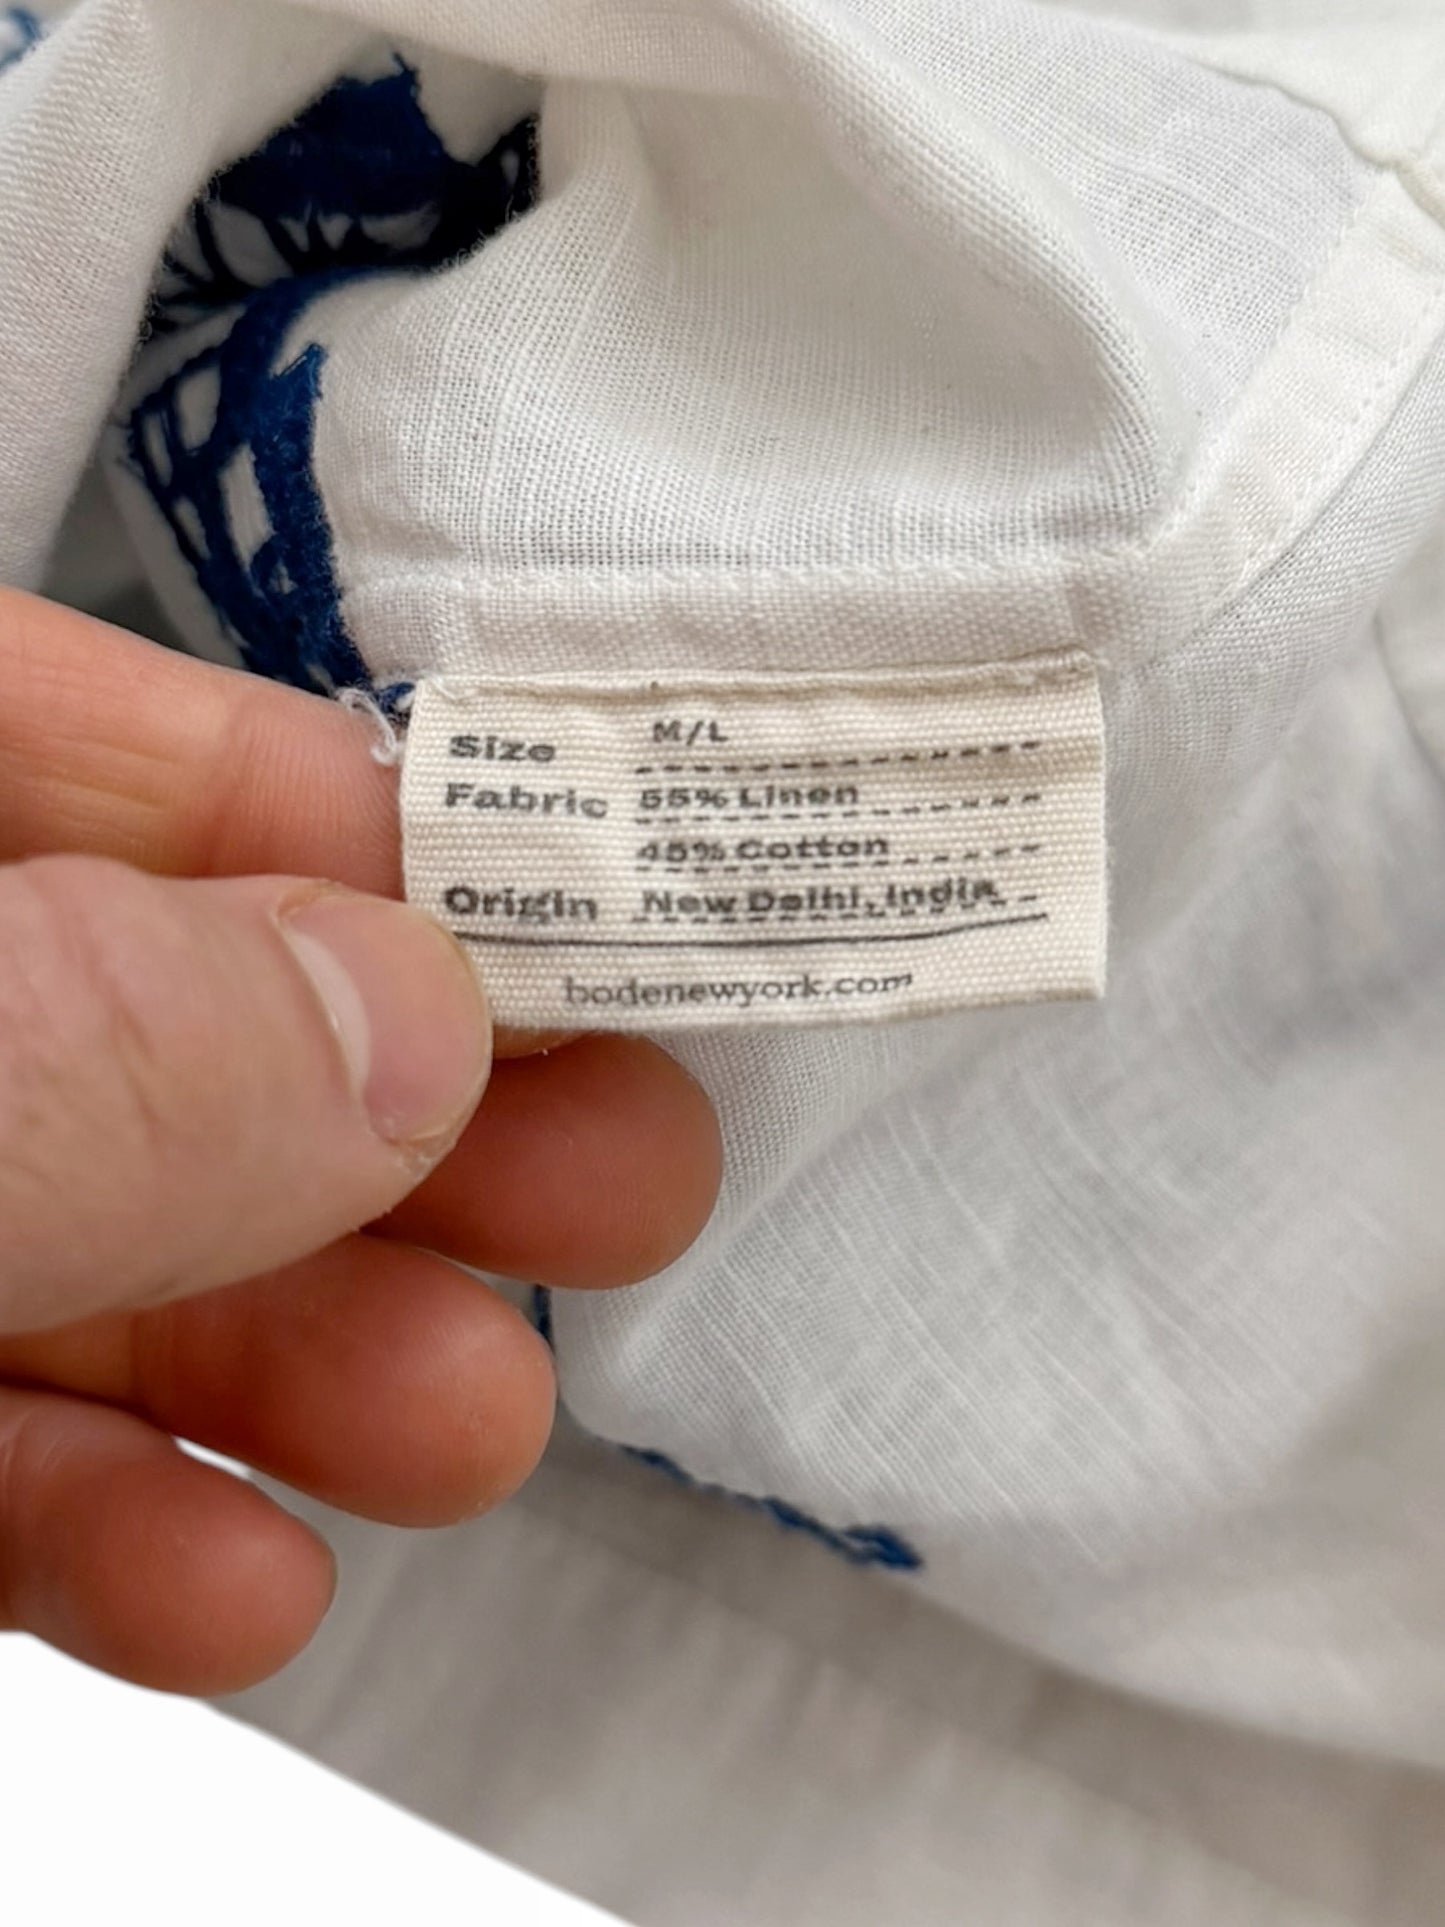 Size M/L
Fabric 55% Linen
45% Cotton
Origin New Delhi, India
bodenewyork.com